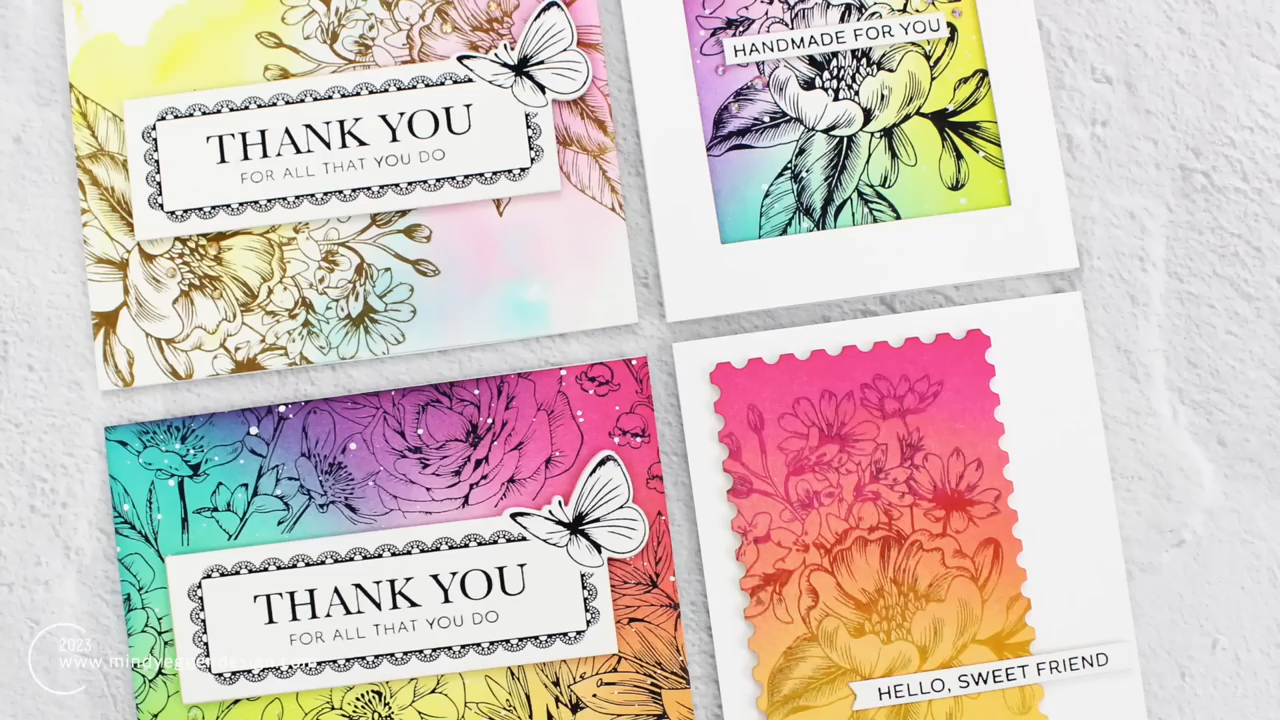 HANDMADE FOR YOU
THANK YOU
FOR ALL THAT YOU DO
THANK YOU
FOR ALL THAT YOU DO
HELLO, SWEET FRIEND
2023